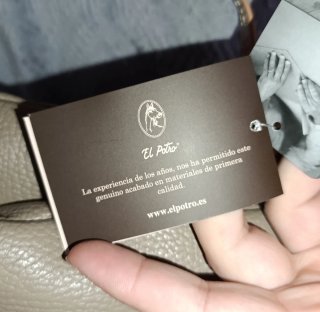 El Potro®
La experiencia de los años, nos ha permitido este
genuino acabado en materiales de primera
calidad.
www.elpotro.es